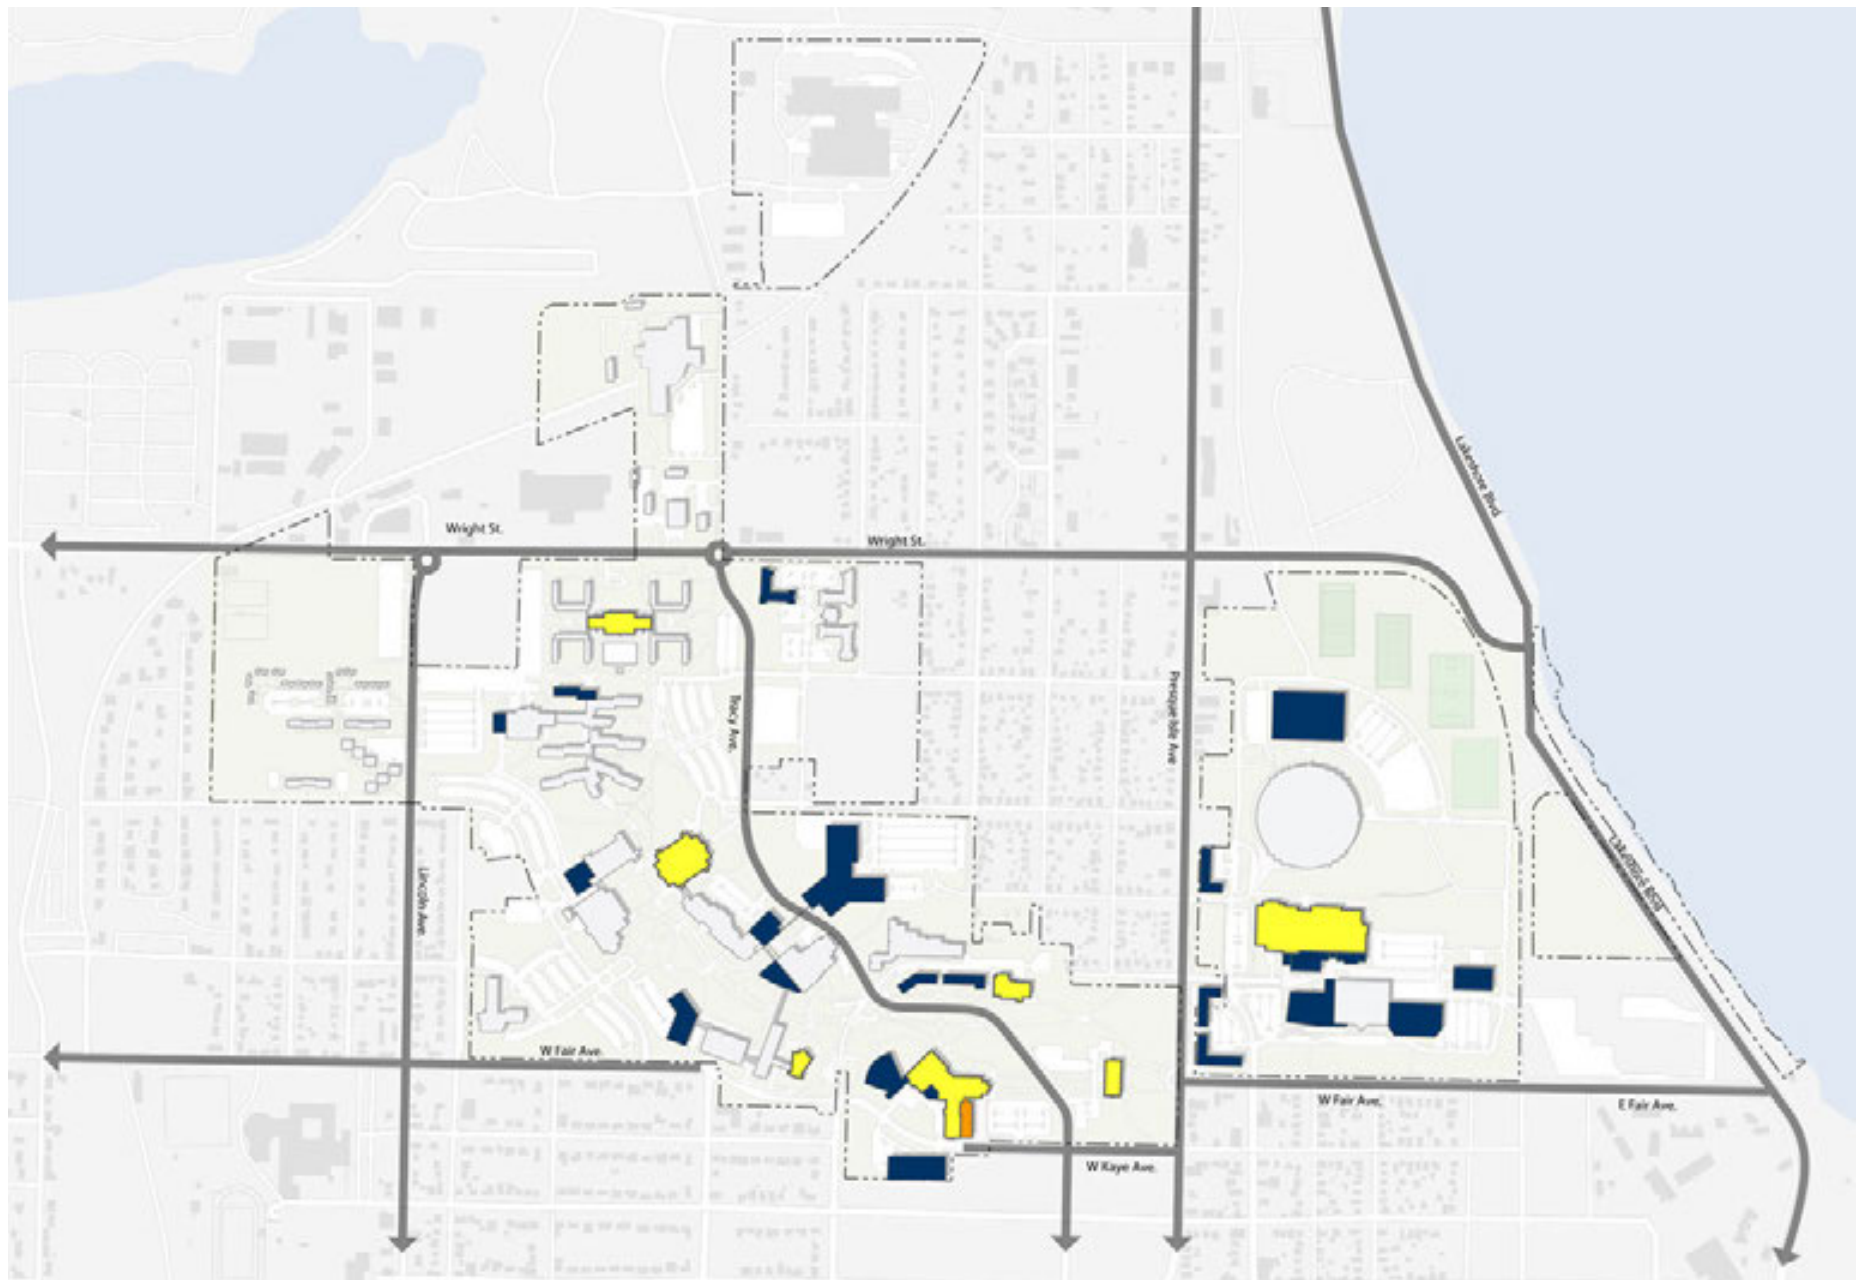 Lakeshore Blvd
Wright St.
Wright St.
Tracy Ave.
Presque Isle Ave
Lincoln Ave.
Lakeshore Blvd
W Fair Ave.
W Fair Ave.
E Fair Ave.
W Kaye Ave.